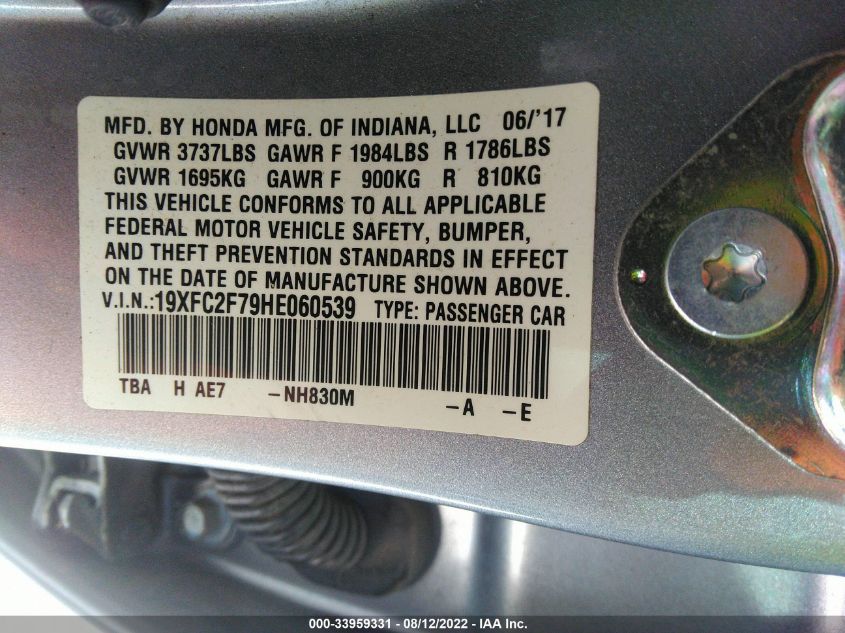 MFD. BY HONDA MFG. OF INDIANA, LLC 06/'17
GVWR 3737LBS GAWR F 1984LBS R 1786LBS
GVWR 1695KG GAWR F 900KG R 810KG
THIS VEHICLE CONFORMS TO ALL APPLICABLE
FEDERAL MOTOR VEHICLE SAFETY, BUMPER,
AND THEFT PREVENTION STANDARDS IN EFFECT
ON THE DATE OF MANUFACTURE SHOWN ABOVE.
V.I.N.:19XFC2F79HE060539 TYPE: PASSENGER CAR
TBA H AE7 -NH830M -A -E
000-33959331 - 08/12/2022 - IAA Inc.